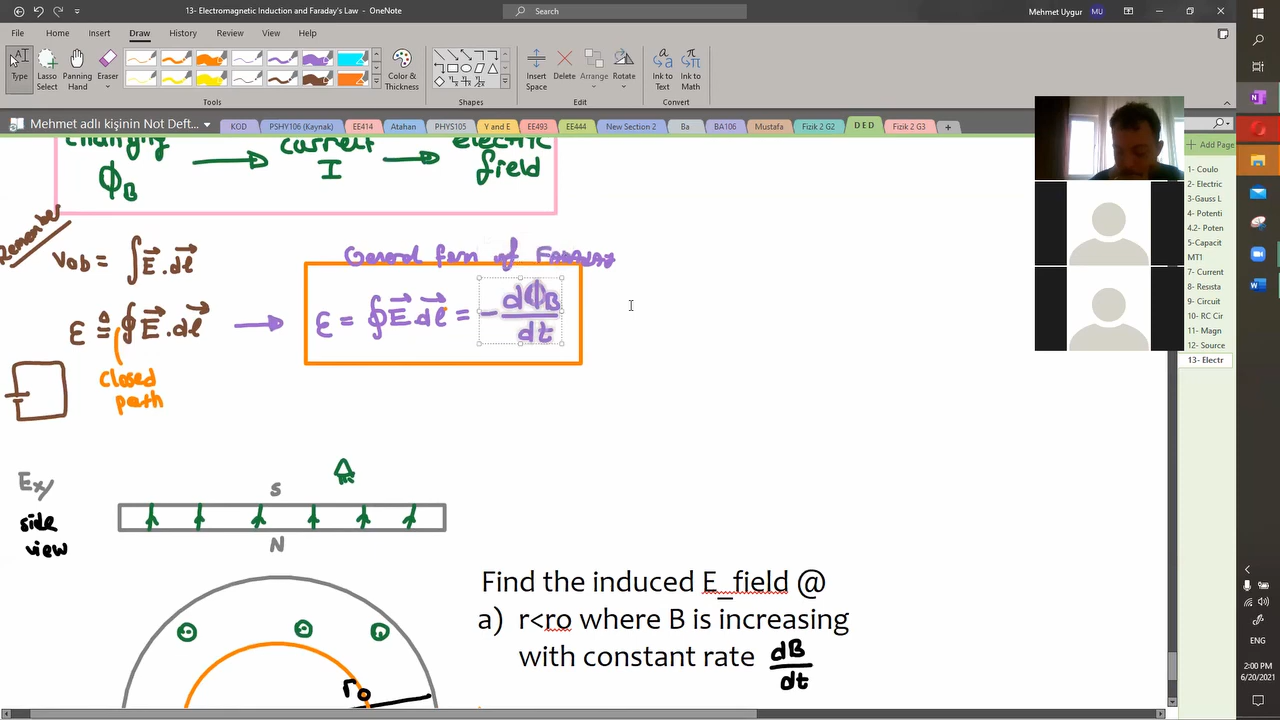 13- Electromagnetic Induction and Faraday's Law - OneNote
Search
Mehmet Uygur MU
File Home Insert Draw History Review View Help
Type
Lasso Select
Panning Hand
Eraser
Color & Thickness
Insert Space
Delete
Arrange
Rotate
Ink to Text
Ink to Math
Tools
Shapes
Edit
Convert
Mehmet adlı kişinin Not Deft...
KOD PSHY106 (Kaynak) EE414 Atahan PHYS105 Y and E EE493 EE444 New Section 2 Ba BA106 Mustafa Fizik 2 G2 D E D Fizik 2 G3
Add Page
1- Coulo
2- Electric
3-Gauss L
4- Potenti
4.2- Poten
5-Capacit
MT1
7- Current
8- Resista
9- Circuit
10- RC Cir
11- Magn
12- Source
13- Electr
changing ΦB → current I → electric field
Remember
Vab = ∫E⃗.dl⃗
General form of Faraday
ε ≜ ∮E⃗.dl⃗ → ε = ∮E⃗.dl⃗ = -dΦB/dt
closed path
Ex/
S
side view
N
Find the induced E_field @
a) r<ro where B is increasing
with constant rate dB/dt
ro
ENG
2:00 PM
6/20/2021